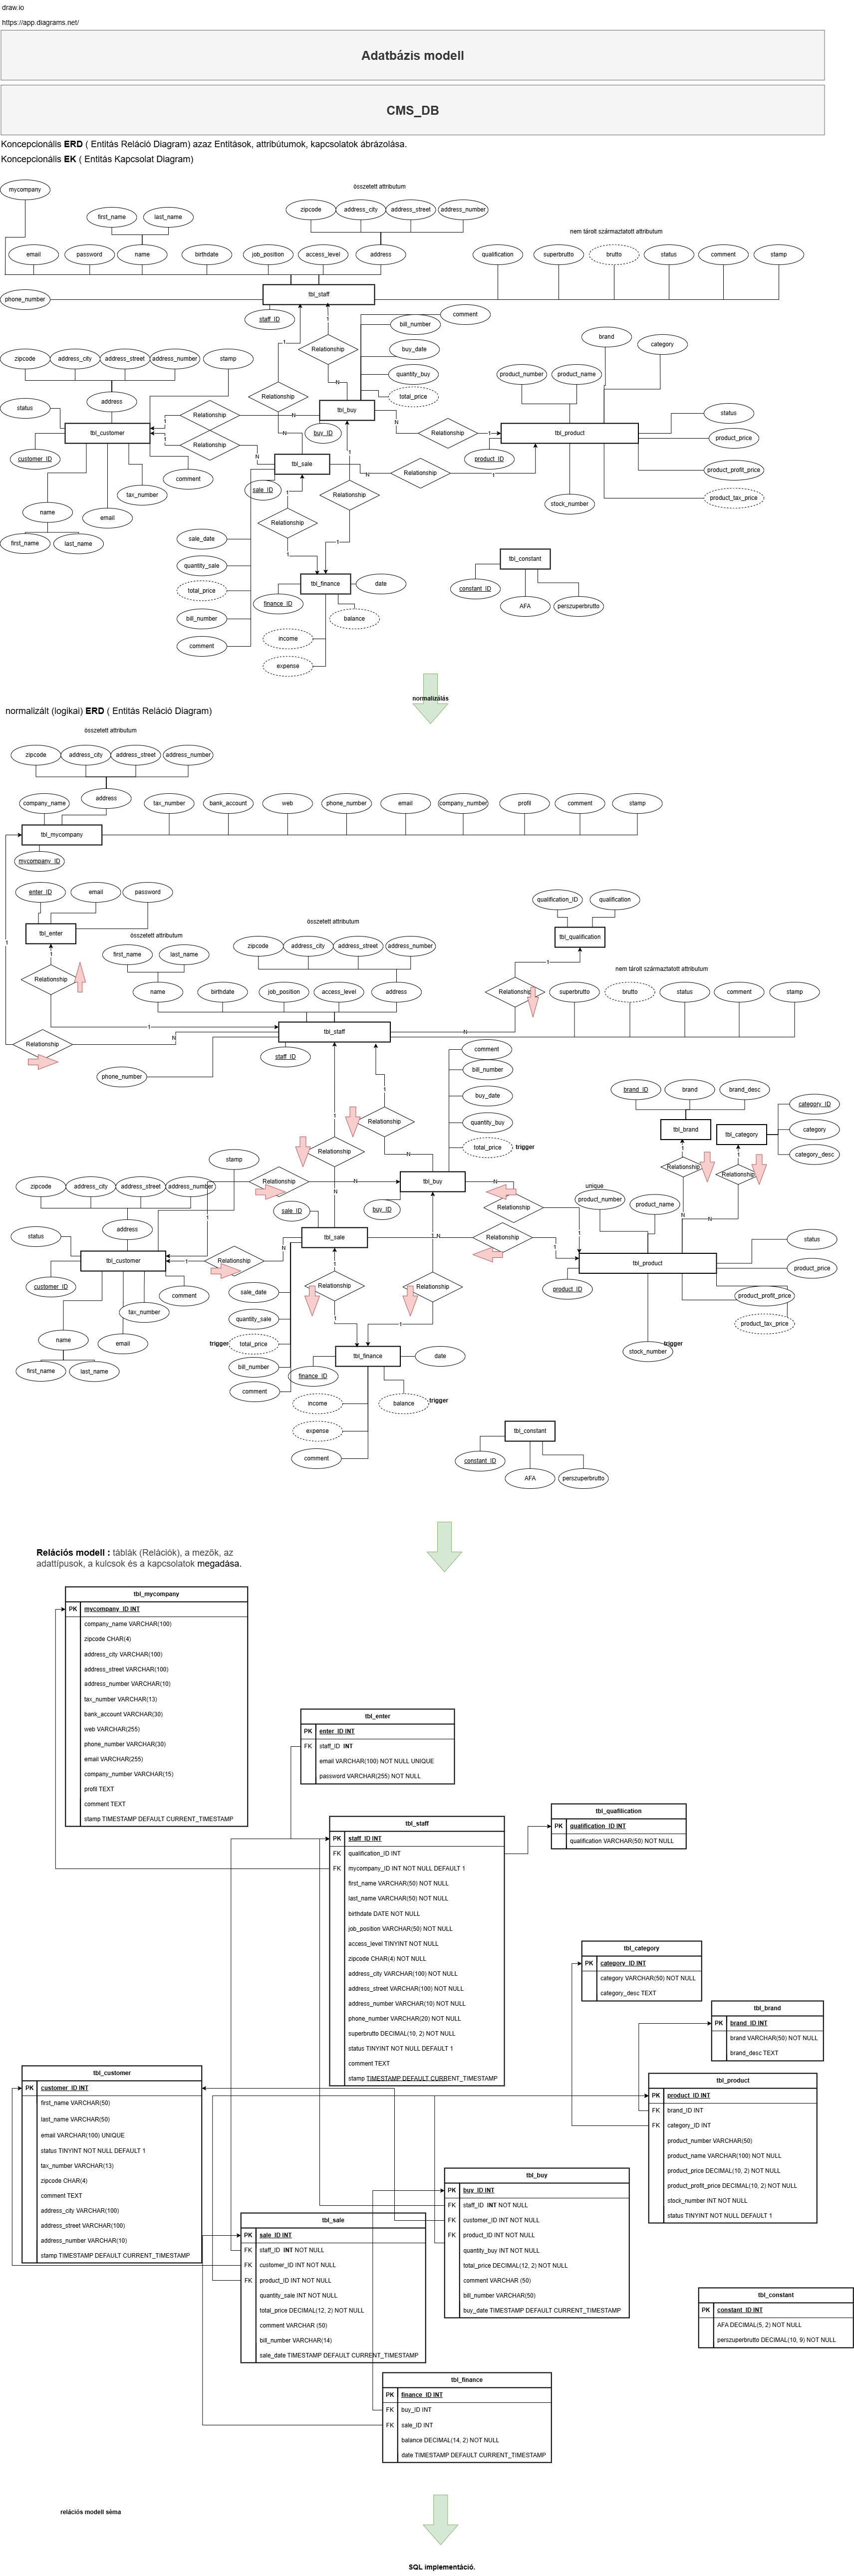 draw.io
https://app.diagrams.net/
Adatbázis modell
CMS_DB
Koncepcionális ERD ( Entitás Reláció Diagram) azaz Entitások, attribútumok, kapcsolatok ábrázolása.
Koncepcionális EK ( Entitás Kapcsolat Diagram)
mycompany
összetett attributum
first_name
last_name
zipcode
address_city
address_street
address_number
nem tárolt származtatott attributum
email
password
name
birthdate
job_position
access_level
address
qualification
superbrutto
brutto
status
comment
stamp
phone_number
tbl_staff
staff_ID
comment
bill_number
1
1
brand
category
Relationship
buy_date
zipcode
address_city
address_street
address_number
stamp
quantity_buy
product_number
product_name
N
Relationship
total_price
address
status
Relationship
N
tbl_buy
status
1
N
Relationship
1
tbl_customer
buy_ID
tbl_product
product_price
1
Relationship
N
N
customer_ID
tbl_sale
product_ID
N
Relationship
1
product_profit_price
comment
tax_number
sale_ID
1
1
Relationship
product_tax_price
name
email
stock_number
Relationship
first_name
last_name
sale_date
1
1
tbl_constant
quantity_sale
tbl_finance
date
total_price
constant_ID
finance_ID
AFA
perszuperbrutto
bill_number
balance
income
comment
expense
normalizálás
normalizált (logikai) ERD ( Entitás Reláció Diagram)
összetett attributum
zipcode
address_city
address_street
address_number
company_name
address
tax_number
bank_account
web
phone_number
email
company_number
profil
comment
stamp
tbl_mycompany
mycompany_ID
enter_ID
email
password
qualification_ID
qualification
összetett attributum
tbl_enter
összetett attributum
tbl_qualification
1
first_name
last_name
zipcode
address_city
address_street
address_number
1
1
nem tárolt származtatott attributum
Relationship
name
birthdate
job_position
access_level
address
Relationship
superbrutto
brutto
status
comment
stamp
1
tbl_staff
N
N
Relationship
staff_ID
comment
bill_number
phone_number
1
buy_date
brand_ID
brand
brand_desc
category_ID
1
Relationship
quantity_buy
tbl_brand
category
tbl_category
total_price
trigger
1
category_desc
Relationship
stamp
1
Relationship
Relationship
zipcode
address_city
address_street
address_number
Relationship
N
N
tbl_buy
N
unique
product_number
N
product_name
status
address
1
sale_ID
buy_ID
Relationship
N
N
tbl_sale
1
N
Relationship
1
status
N
1
tbl_customer
1
Relationship
1
tbl_product
product_price
customer_ID
comment
sale_date
Relationship
Relationship
product_ID
product_profit_price
tax_number
quantity_sale
1
1
product_tax_price
name
email
trigger
total_price
trigger
stock_number
first_name
last_name
bill_number
tbl_finance
date
finance_ID
comment
income
balance
trigger
expense
tbl_constant
comment
constant_ID
AFA
perszuperbrutto
Relációs modell : táblák (Relációk), a mezők, az
adattípusok, a kulcsok és a kapcsolatok megadása.
tbl_mycompany
PK mycompany_ID INT
company_name VARCHAR(100)
zipcode CHAR(4)
address_city VARCHAR(100)
address_street VARCHAR(100)
address_number VARCHAR(10)
tax_number VARCHAR(13)
bank_account VARCHAR(30)
web VARCHAR(255)
phone_number VARCHAR(30)
email VARCHAR(255)
company_number VARCHAR(15)
profil TEXT
comment TEXT
stamp TIMESTAMP DEFAULT CURRENT_TIMESTAMP
tbl_enter
PK enter_ID INT
FK staff_ID INT
email VARCHAR(100) NOT NULL UNIQUE
password VARCHAR(255) NOT NULL
tbl_staff
PK staff_ID INT
FK qualification_ID INT
FK mycompany_ID INT NOT NULL DEFAULT 1
first_name VARCHAR(50) NOT NULL
last_name VARCHAR(50) NOT NULL
birthdate DATE NOT NULL
job_position VARCHAR(50) NOT NULL
access_level TINYINT NOT NULL
zipcode CHAR(4) NOT NULL
address_city VARCHAR(100) NOT NULL
address_street VARCHAR(100) NOT NULL
address_number VARCHAR(10) NOT NULL
phone_number VARCHAR(20) NOT NULL
superbrutto DECIMAL(10, 2) NOT NULL
status TINYINT NOT NULL DEFAULT 1
comment TEXT
stamp TIMESTAMP DEFAULT CURRENT_TIMESTAMP
tbl_quafilication
PK qualification_ID INT
qualification VARCHAR(50) NOT NULL
tbl_category
PK category_ID INT
category VARCHAR(50) NOT NULL
category_desc TEXT
tbl_brand
PK brand_ID INT
brand VARCHAR(50) NOT NULL
brand_desc TEXT
tbl_customer
PK customer_ID INT
first_name VARCHAR(50)
last_name VARCHAR(50)
email VARCHAR(100) UNIQUE
status TINYINT NOT NULL DEFAULT 1
tax_number VARCHAR(13)
zipcode CHAR(4)
comment TEXT
address_city VARCHAR(100)
address_street VARCHAR(100)
address_number VARCHAR(10)
stamp TIMESTAMP DEFAULT CURRENT_TIMESTAMP
tbl_product
PK product_ID INT
FK brand_ID INT
FK category_ID INT
product_number VARCHAR(50)
product_name VARCHAR(100) NOT NULL
product_price DECIMAL(10, 2) NOT NULL
product_profit_price DECIMAL(10, 2) NOT NULL
stock_number INT NOT NULL
status TINYINT NOT NULL DEFAULT 1
tbl_buy
PK buy_ID INT
FK staff_ID INT NOT NULL
FK customer_ID INT NOT NULL
FK product_ID INT NOT NULL
quantity_buy INT NOT NULL
total_price DECIMAL(12, 2) NOT NULL
comment VARCHAR (50)
bill_number VARCHAR(50)
buy_date TIMESTAMP DEFAULT CURRENT_TIMESTAMP
tbl_sale
PK sale_ID INT
FK staff_ID INT NOT NULL
FK customer_ID INT NOT NULL
FK product_ID INT NOT NULL
quantity_sale INT NOT NULL
total_price DECIMAL(12, 2) NOT NULL
comment VARCHAR (50)
bill_number VARCHAR(14)
sale_date TIMESTAMP DEFAULT CURRENT_TIMESTAMP
tbl_constant
PK constant_ID INT
AFA DECIMAL(5, 2) NOT NULL
perszuperbrutto DECIMAL(10, 9) NOT NULL
tbl_finance
PK finance_ID INT
FK buy_ID INT
FK sale_ID INT
balance DECIMAL(14, 2) NOT NULL
date TIMESTAMP DEFAULT CURRENT_TIMESTAMP
relációs modell séma
SQL implementáció.